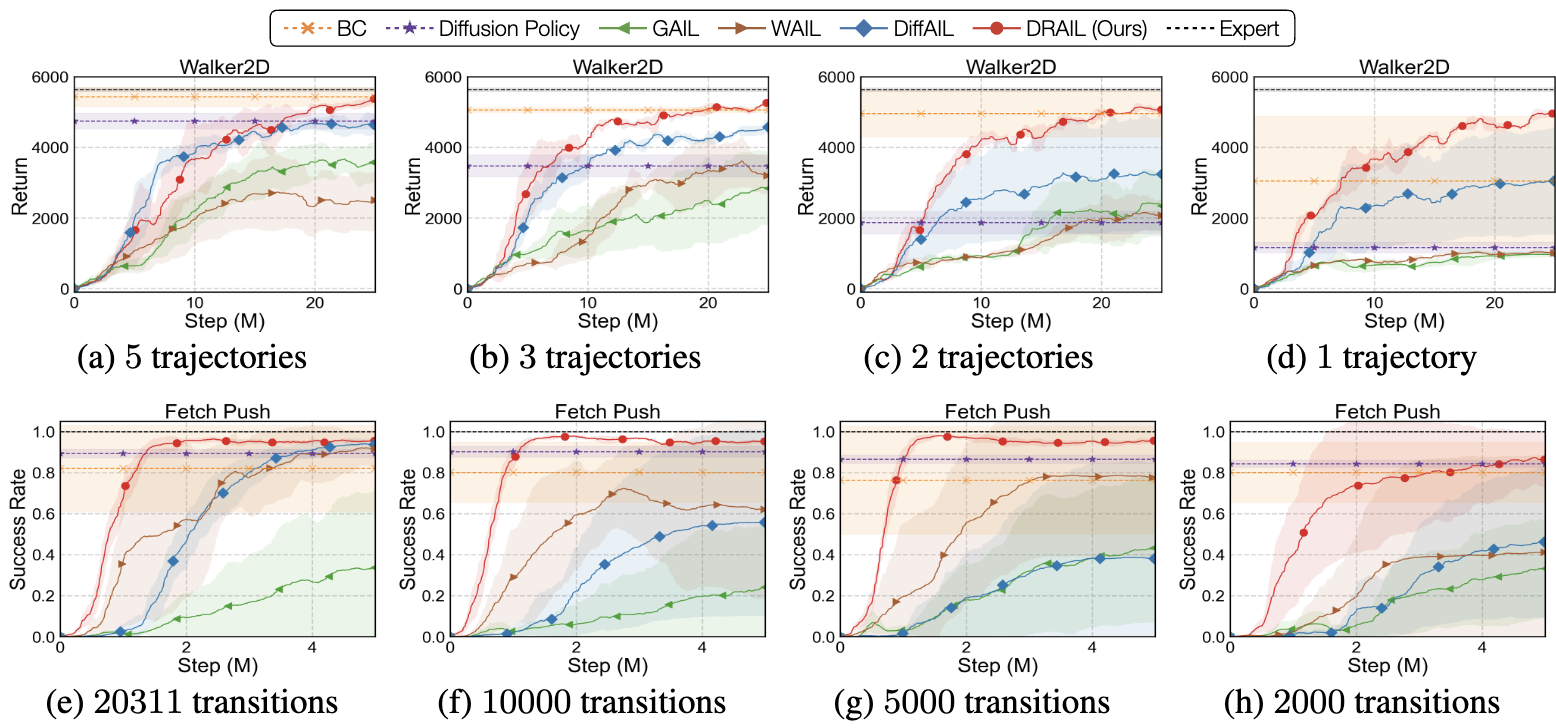 BC Diffusion Policy GAIL WAIL DiffAIL DRAIL (Ours) Expert
Walker2D
Return
6000
4000
2000
0
0 10 20
Step (M)
(a) 5 trajectories
Walker2D
Return
6000
4000
2000
0
0 10 20
Step (M)
(b) 3 trajectories
Walker2D
Return
6000
4000
2000
0
0 10 20
Step (M)
(c) 2 trajectories
Walker2D
Return
6000
4000
2000
0
0 10 20
Step (M)
(d) 1 trajectory
Fetch Push
Success Rate
1.0
0.8
0.6
0.4
0.2
0.0
0 2 4
Step (M)
(e) 20311 transitions
Fetch Push
Success Rate
1.0
0.8
0.6
0.4
0.2
0.0
0 2 4
Step (M)
(f) 10000 transitions
Fetch Push
Success Rate
1.0
0.8
0.6
0.4
0.2
0.0
0 2 4
Step (M)
(g) 5000 transitions
Fetch Push
Success Rate
1.0
0.8
0.6
0.4
0.2
0.0
0 2 4
Step (M)
(h) 2000 transitions